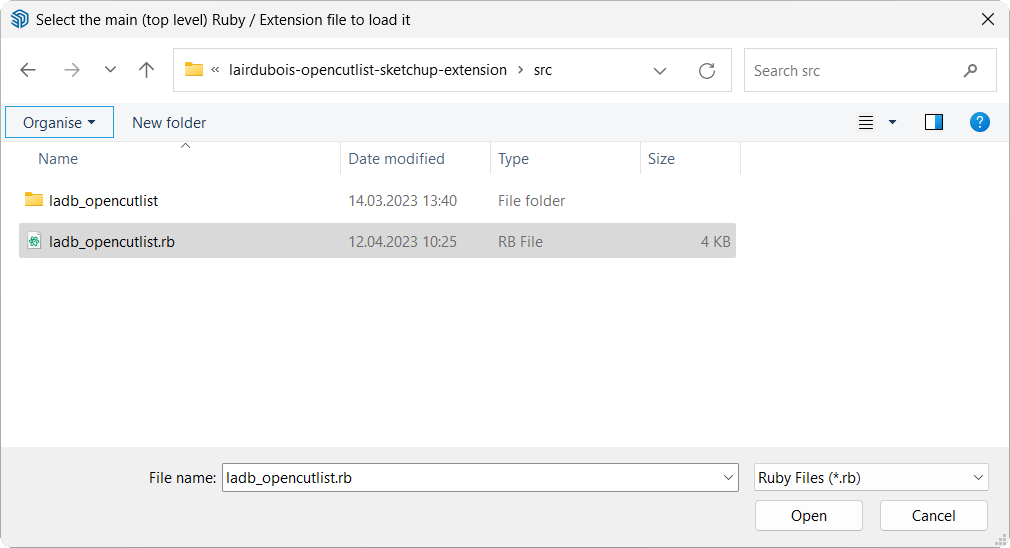 Select the main (top level) Ruby / Extension file to load it
« lairdubois-opencutlist-sketchup-extension › src
Search src
Organise New folder
?
Name Date modified Type Size
ladb_opencutlist 14.03.2023 13:40 File folder
ladb_opencutlist.rb 12.04.2023 10:25 RB File 4 KB
File name: ladb_opencutlist.rb Ruby Files (*.rb)
Open Cancel